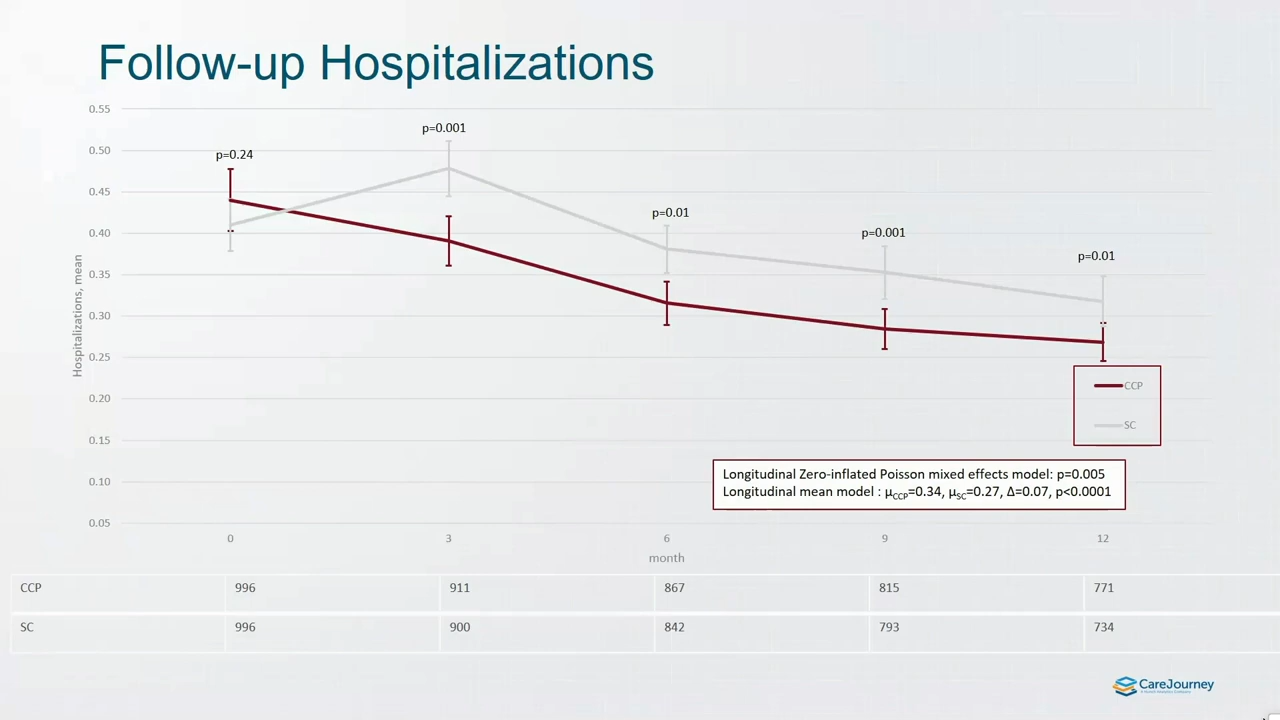 Follow-up Hospitalizations
0.55
0.50
0.45
0.40
0.35
0.30
0.25
0.20
0.15
0.10
0.05
Hospitalizations, mean
p=0.24
p=0.001
p=0.01
p=0.001
p=0.01
CCP
SC
Longitudinal Zero-inflated Poisson mixed effects model: p=0.005
Longitudinal mean model : μCCP=0.34, μSC=0.27, Δ=0.07, p<0.0001
0 3 6 9 12
month
CCP 996 911 867 815 771
SC 996 900 842 793 734
CareJourney